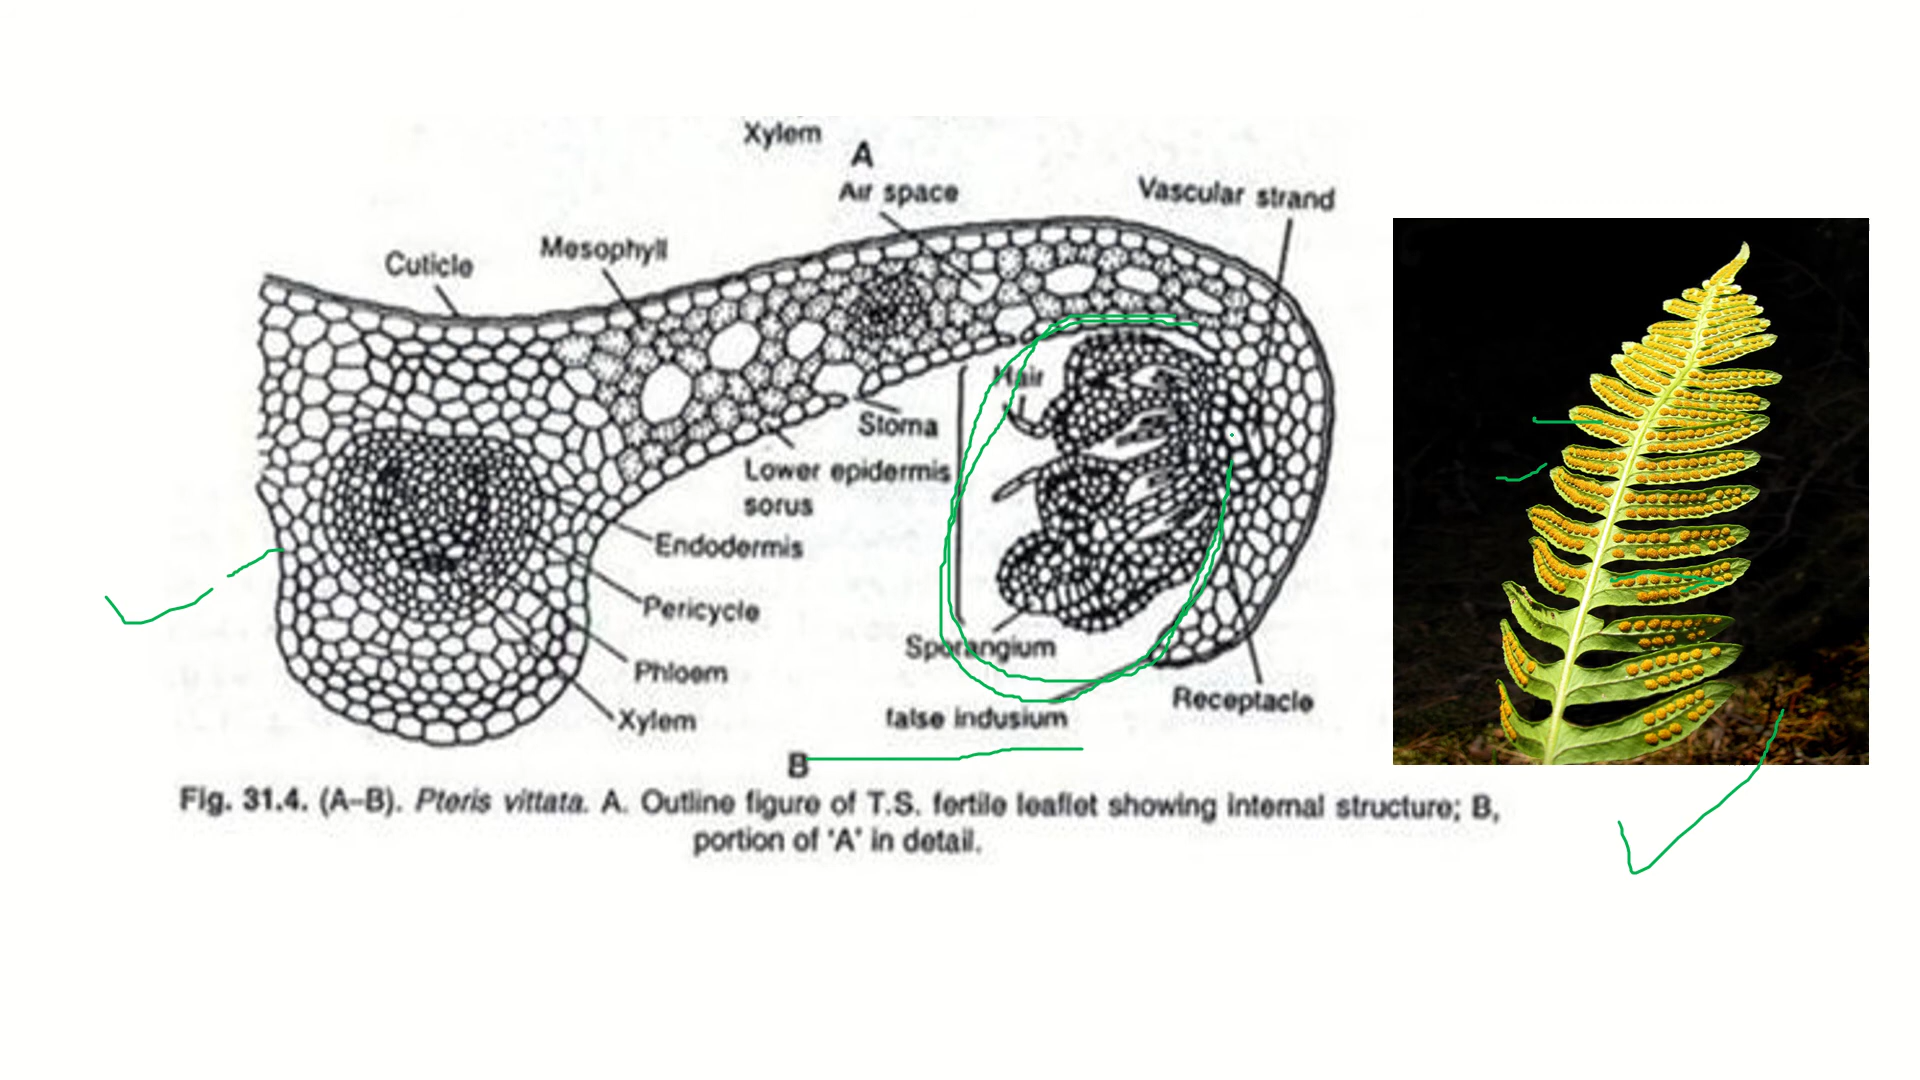 Xylem
A
Air space
Vascular strand
Cuticle
Mesophyll
Hair
Stoma
Lower epidermis
sorus
Endodermis
Pericycle
Sporangium
Phloem
Receptacle
Xylem
false indusium
B
Fig. 31.4. (A–B). Pteris vittata. A. Outline figure of T.S. fertile leaflet showing internal structure; B,
portion of 'A' in detail.